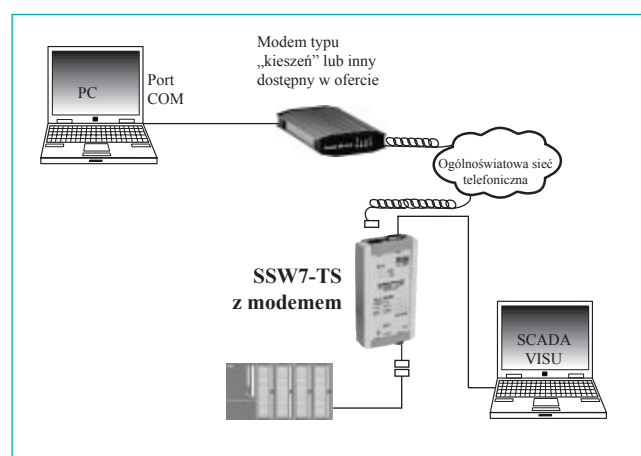 Modem typu
„kieszeń” lub inny
dostępny w ofercie
PC
Port
COM
Ogólnoświatowa sieć
telefoniczna
SSW7-TS
z modemem
SCADA
VISU